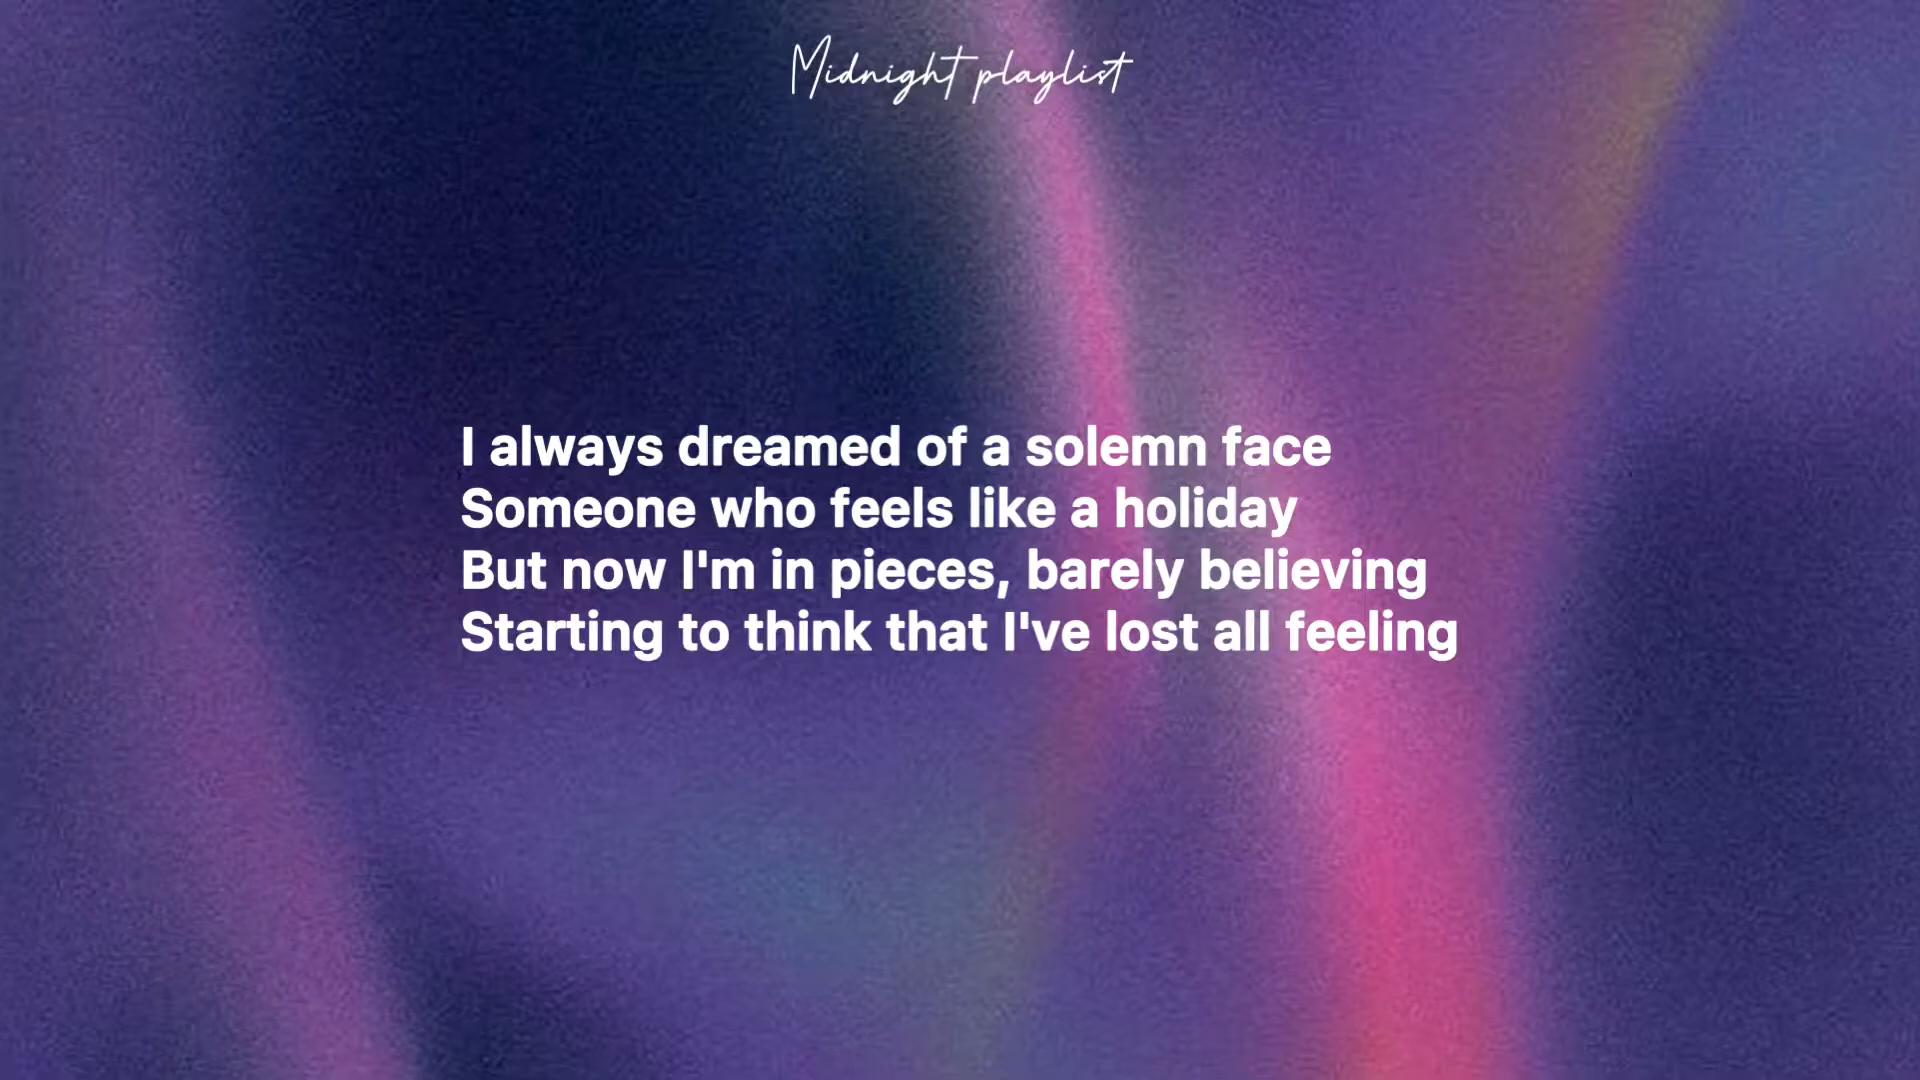 Midnight playlist
I always dreamed of a solemn face
Someone who feels like a holiday
But now I'm in pieces, barely believing
Starting to think that I've lost all feeling